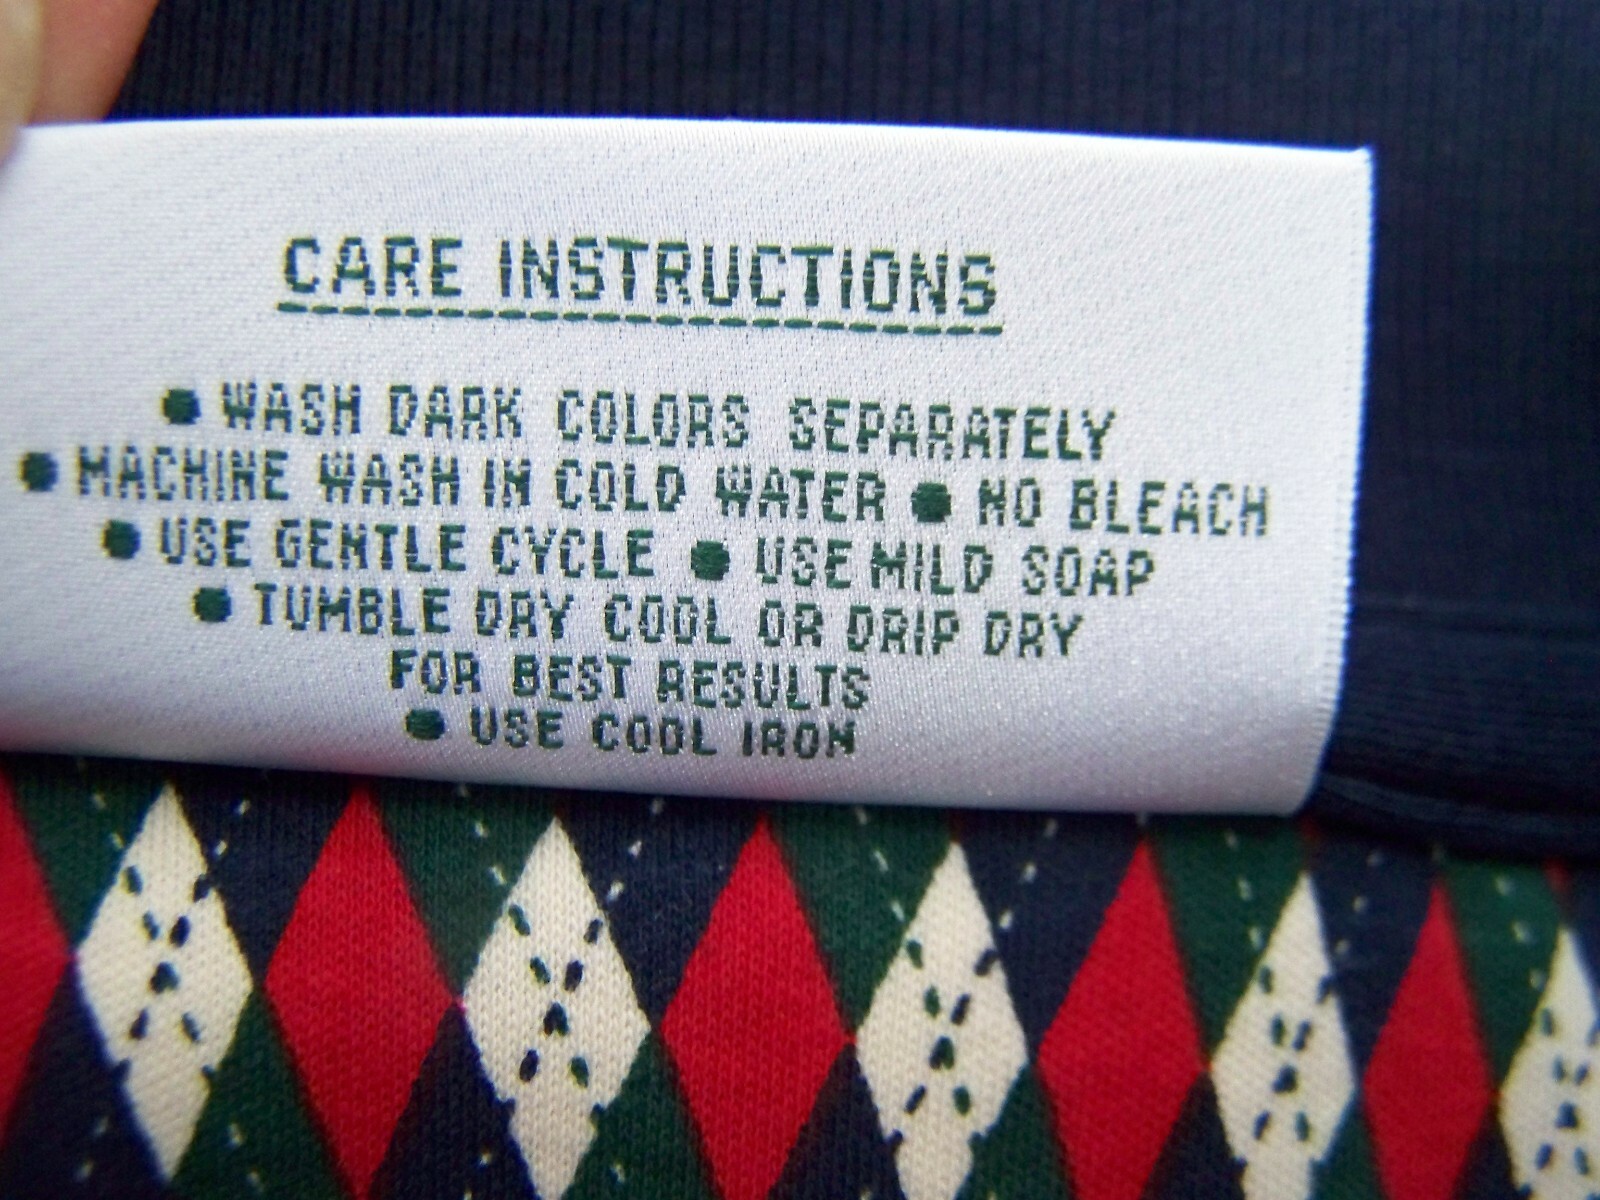 CARE INSTRUCTIONS
● WASH DARK COLORS SEPARATELY
● MACHINE WASH IN COLD WATER ● NO BLEACH
● USE GENTLE CYCLE ● USE MILD SOAP
● TUMBLE DRY COOL OR DRIP DRY
FOR BEST RESULTS
● USE COOL IRON